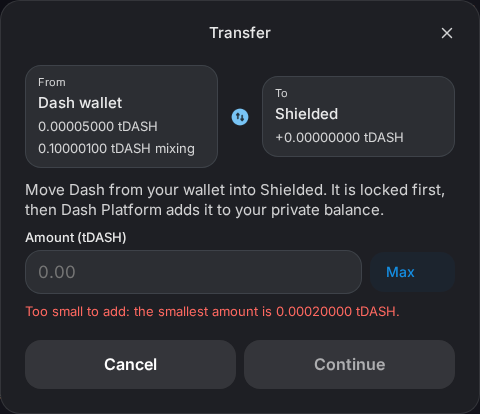 Transfer
From
Dash wallet
0.00005000 tDASH
0.10000100 tDASH mixing
To
Shielded
+0.00000000 tDASH
Move Dash from your wallet into Shielded. It is locked first,
then Dash Platform adds it to your private balance.
Amount (tDASH)
0.00
Max
Too small to add: the smallest amount is 0.00020000 tDASH.
Cancel
Continue